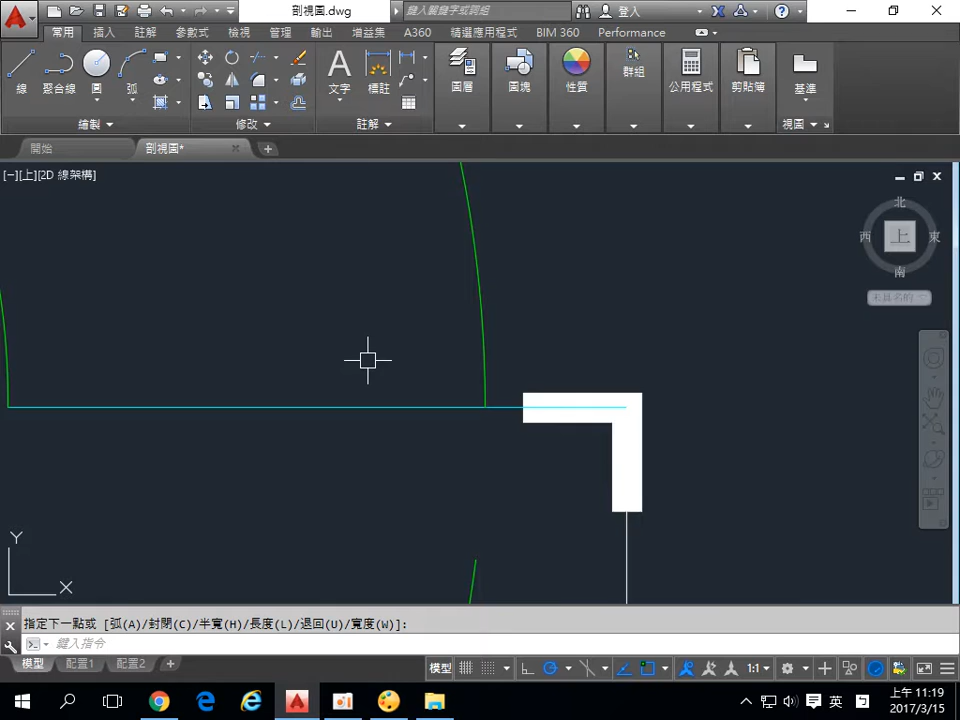 剖視圖.dwg
鍵入關鍵字或詞組
登入
常用 插入 註解 參數式 檢視 管理 輸出 增益集 A360 精選應用程式 BIM 360 Performance
線 聚合線 圓 弧 文字 標註 圖層 圖塊 性質 群組 公用程式 剪貼簿 基準
繪製 修改 註解 視圖
開始 剖視圖*
[−][上][2D 線架構]
北
西 上 東
南
未具名的
Y
X
指定下一點或 [弧(A)/封閉(C)/半寬(H)/長度(L)/退回(U)/寬度(W)]:
鍵入指令
模型 配置1 配置2
模型 1:1
英
上午 11:19
2017/3/15